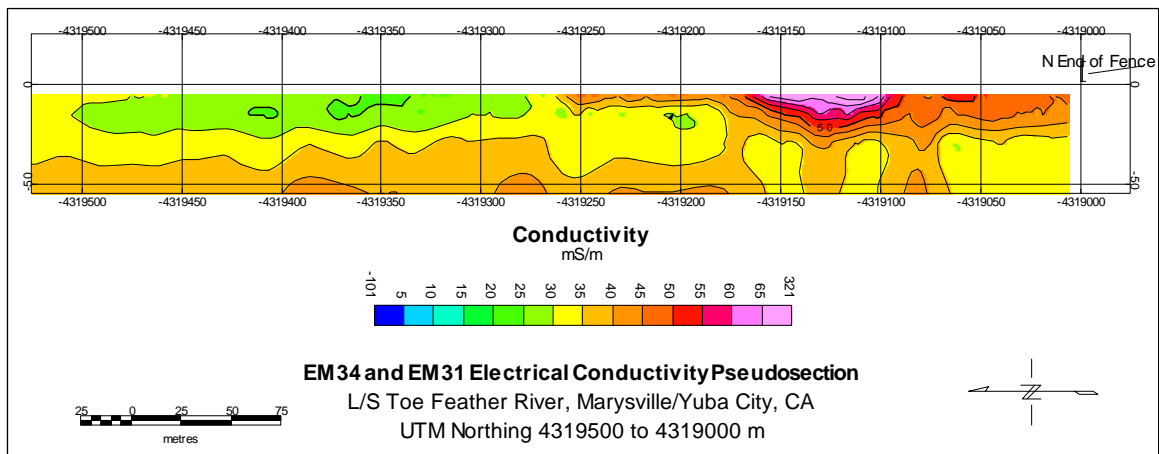 -4319500 -4319450 -4319400 -4319350 -4319300 -4319250 -4319200 -4319150 -4319100 -4319050 -4319000
N End of Fence
0 0
50
-50 -50
-4319500 -4319450 -4319400 -4319350 -4319300 -4319250 -4319200 -4319150 -4319100 -4319050 -4319000
Conductivity
mS/m
-101 5 10 15 20 25 30 35 40 45 50 55 60 65 321
EM34 and EM31 Electrical Conductivity Pseudosection
L/S Toe Feather River, Marysville/Yuba City, CA
UTM Northing 4319500 to 4319000 m
25 0 25 50 75
metres
N